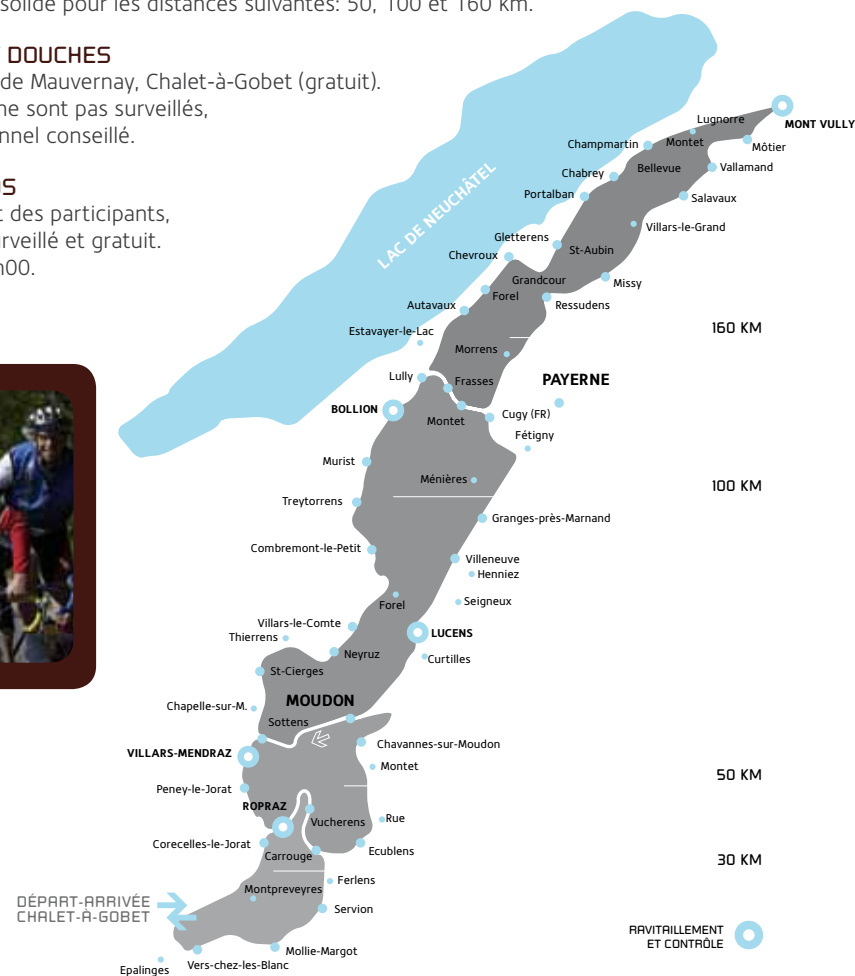 solide pour les distances suivantes: 50, 100 et 160 km.
DOUCHES
de Mauvernay, Chalet-à-Gobet (gratuit).
ne sont pas surveillés,
nnel conseillé.
OS
t des participants,
rveillé et gratuit.
h00.
LAC DE NEUCHÂTEL
Lugnorre
MONT VULLY
Champmartin
Montet
Môtier
Chabrey
Bellevue
Vallamand
Portalban
Salavaux
Villars-le-Grand
Gletterens
St-Aubin
Chevroux
Grandcour
Missy
Forel
Ressudens
Autavaux
Estavayer-le-Lac
160 KM
Morrens
Lully
Frasses
PAYERNE
BOLLION
Montet
Cugy (FR)
Fétigny
Murist
Ménières
100 KM
Treytorrens
Granges-près-Marnand
Combremont-le-Petit
Villeneuve
Henniez
Forel
Seigneux
Villars-le-Comte
Thierrens
LUCENS
Neyruz
Curtilles
St-Cierges
MOUDON
Chapelle-sur-M.
Sottens
Chavannes-sur-Moudon
VILLARS-MENDRAZ
Montet
50 KM
Peney-le-Jorat
ROPRAZ
Vucherens
Rue
Corecelles-le-Jorat
Ecublens
Carrouge
30 KM
Ferlens
Montpreveyres
DÉPART-ARRIVÉE
CHALET-À-GOBET
Servion
RAVITAILLEMENT
ET CONTRÔLE
Mollie-Margot
Vers-chez-les-Blanc
Epalinges